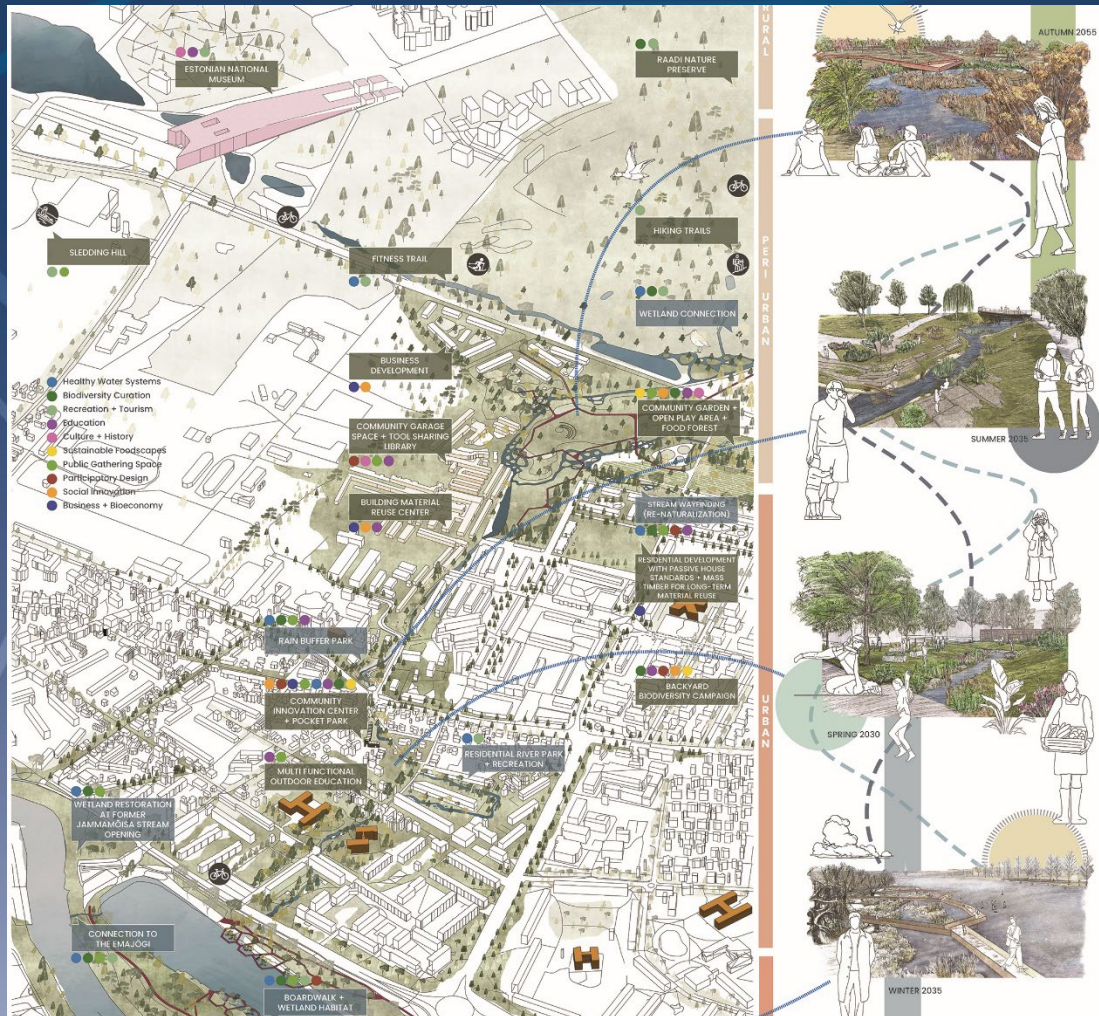 ESTONIAN NATIONAL
MUSEUM
RAADI NATURE
PRESERVE
SLEDDING HILL
FITNESS TRAIL
HIKING TRAILS
WETLAND CONNECTION
BUSINESS
DEVELOPMENT
Healthy Water Systems
Biodiversity Curation
Recreation + Tourism
Education
Culture + History
Sustainable Foodscapes
Public Gathering Space
Participatory Design
Social Innovation
Business + Bioeconomy
COMMUNITY GARAGE
SPACE + TOOL SHARING
LIBRARY
COMMUNITY GARDEN +
OPEN PLAY AREA +
FOOD FOREST
BUILDING MATERIAL
REUSE CENTER
STREAM WAYFINDING
(RE-NATURALIZATION)
RESIDENTIAL DEVELOPMENT
WITH PASSIVE HOUSE
STANDARDS + MASS
TIMBER FOR LONG-TERM
MATERIAL REUSE
RAIN BUFFER PARK
COMMUNITY
INNOVATION CENTER
+ POCKET PARK
BACKYARD
BIODIVERSITY CAMPAIGN
RESIDENTIAL RIVER PARK
+ RECREATION
MULTI FUNCTIONAL
OUTDOOR EDUCATION
WETLAND RESTORATION
AT FORMER
JAMMAMÕISA STREAM
OPENING
CONNECTION TO
THE EMAJÕGI
BOARDWALK +
WETLAND HABITAT
RURAL
PERI URBAN
URBAN
AUTUMN 2055
SUMMER 2035
SPRING 2030
WINTER 2035